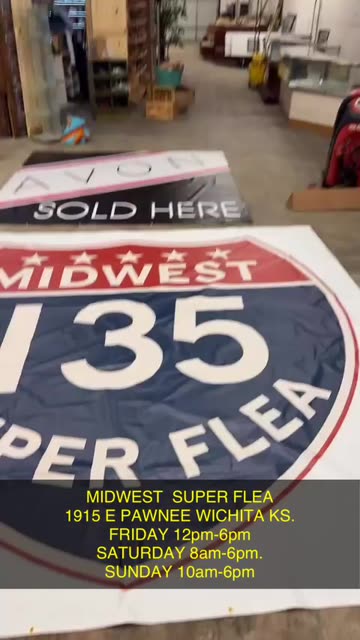 AVON
SOLD HERE
MIDWEST
135
SUPER FLEA
MIDWEST SUPER FLEA
1915 E PAWNEE WICHITA KS.
FRIDAY 12pm-6pm
SATURDAY 8am-6pm.
SUNDAY 10am-6pm